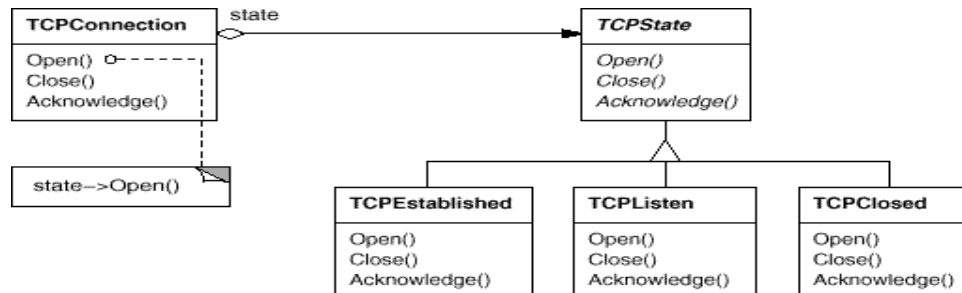 state
TCPConnection
Open()
Close()
Acknowledge()
state->Open()
TCPState
Open()
Close()
Acknowledge()
TCPEstablished
Open()
Close()
Acknowledge()
TCPListen
Open()
Close()
Acknowledge()
TCPClosed
Open()
Close()
Acknowledge()